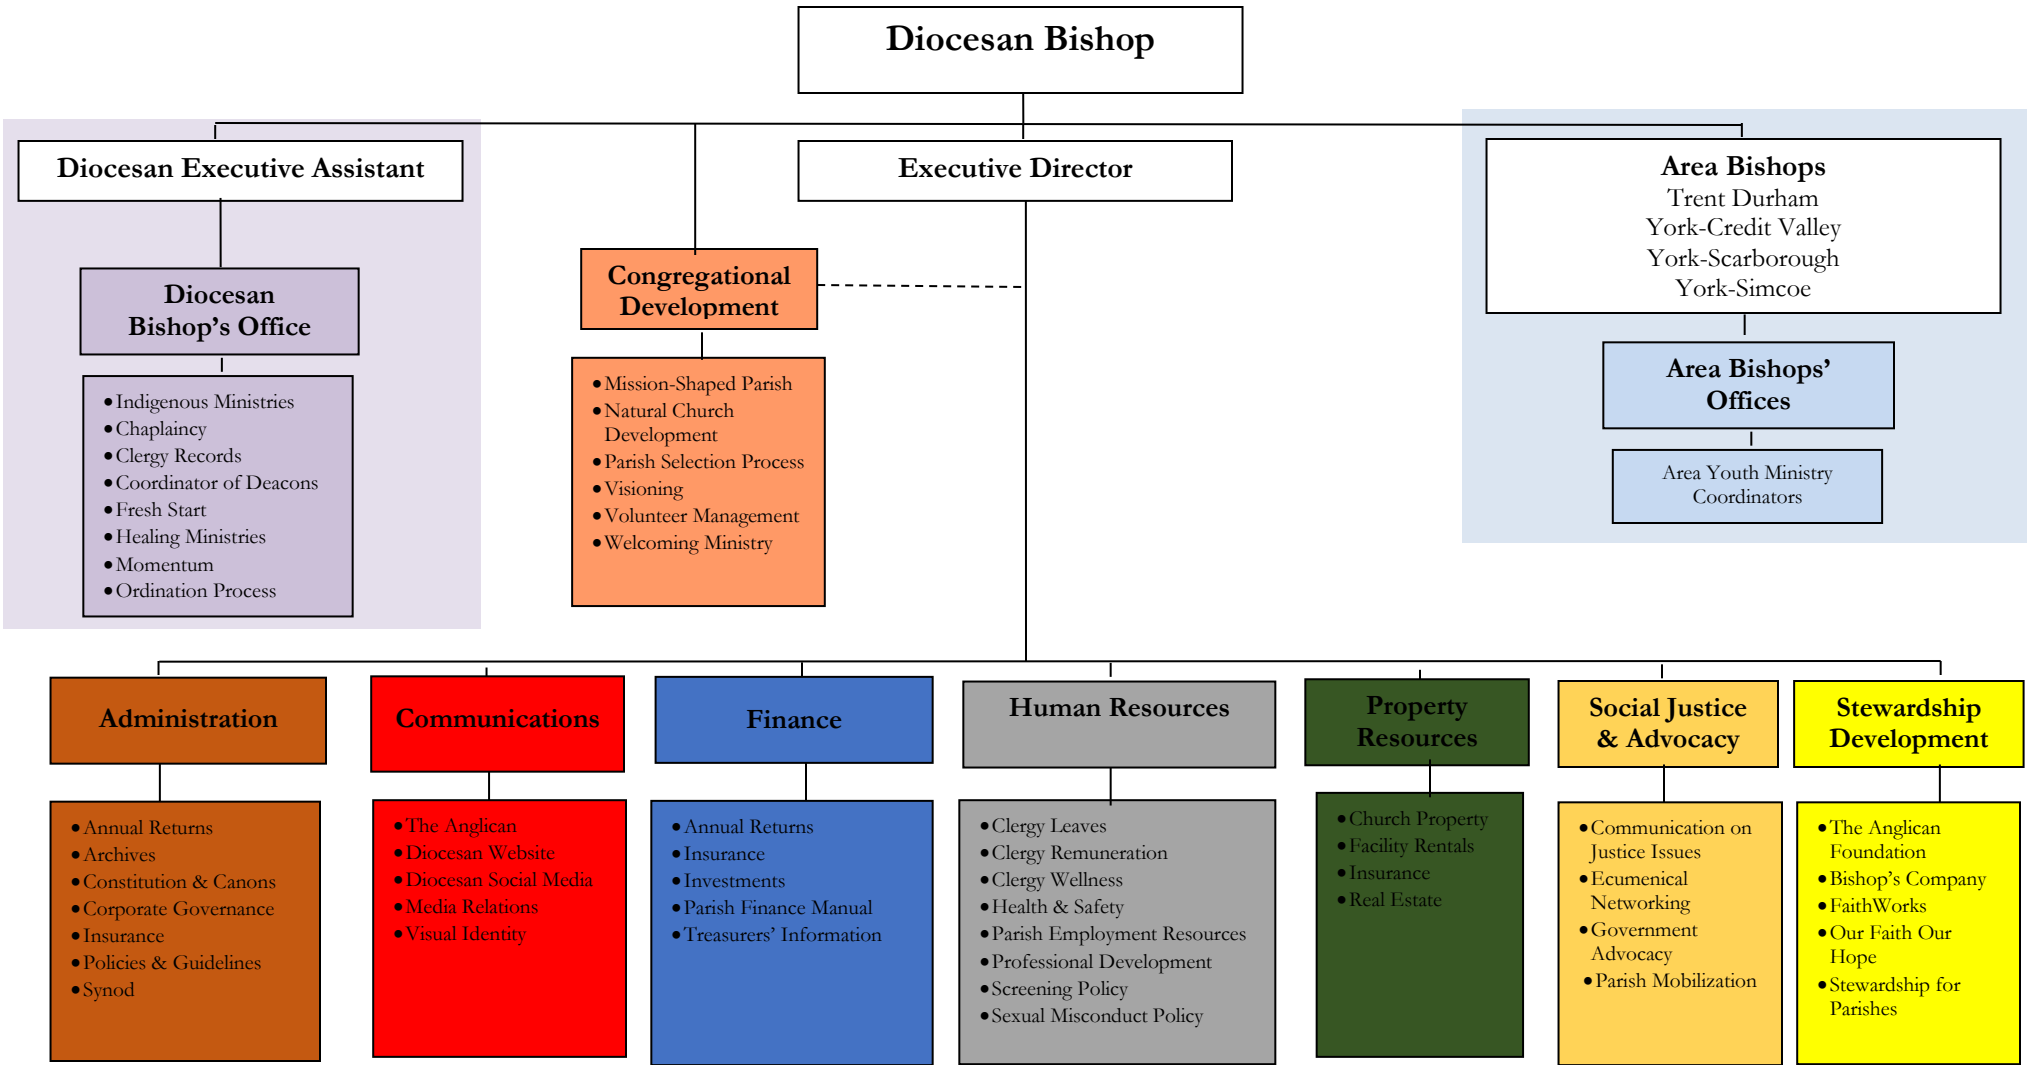 Diocesan Bishop
Diocesan Executive Assistant
Executive Director
Area Bishops
Trent Durham
York-Credit Valley
York-Scarborough
York-Simcoe
Diocesan
Bishop’s Office
• Indigenous Ministries
• Chaplaincy
• Clergy Records
• Coordinator of Deacons
• Fresh Start
• Healing Ministries
• Momentum
• Ordination Process
Congregational
Development
• Mission-Shaped Parish
• Natural Church
Development
• Parish Selection Process
• Visioning
• Volunteer Management
• Welcoming Ministry
Area Bishops’
Offices
Area Youth Ministry
Coordinators
Administration
• Annual Returns
• Archives
• Constitution & Canons
• Corporate Governance
• Insurance
• Policies & Guidelines
• Synod
Communications
• The Anglican
• Diocesan Website
• Diocesan Social Media
• Media Relations
• Visual Identity
Finance
• Annual Returns
• Insurance
• Investments
• Parish Finance Manual
• Treasurers’ Information
Human Resources
• Clergy Leaves
• Clergy Remuneration
• Clergy Wellness
• Health & Safety
• Parish Employment Resources
• Professional Development
• Screening Policy
• Sexual Misconduct Policy
Property
Resources
• Church Property
• Facility Rentals
• Insurance
• Real Estate
Social Justice
& Advocacy
• Communication on
Justice Issues
• Ecumenical
Networking
• Government
Advocacy
• Parish Mobilization
Stewardship
Development
• The Anglican
Foundation
• Bishop’s Company
• FaithWorks
• Our Faith Our
Hope
• Stewardship for
Parishes